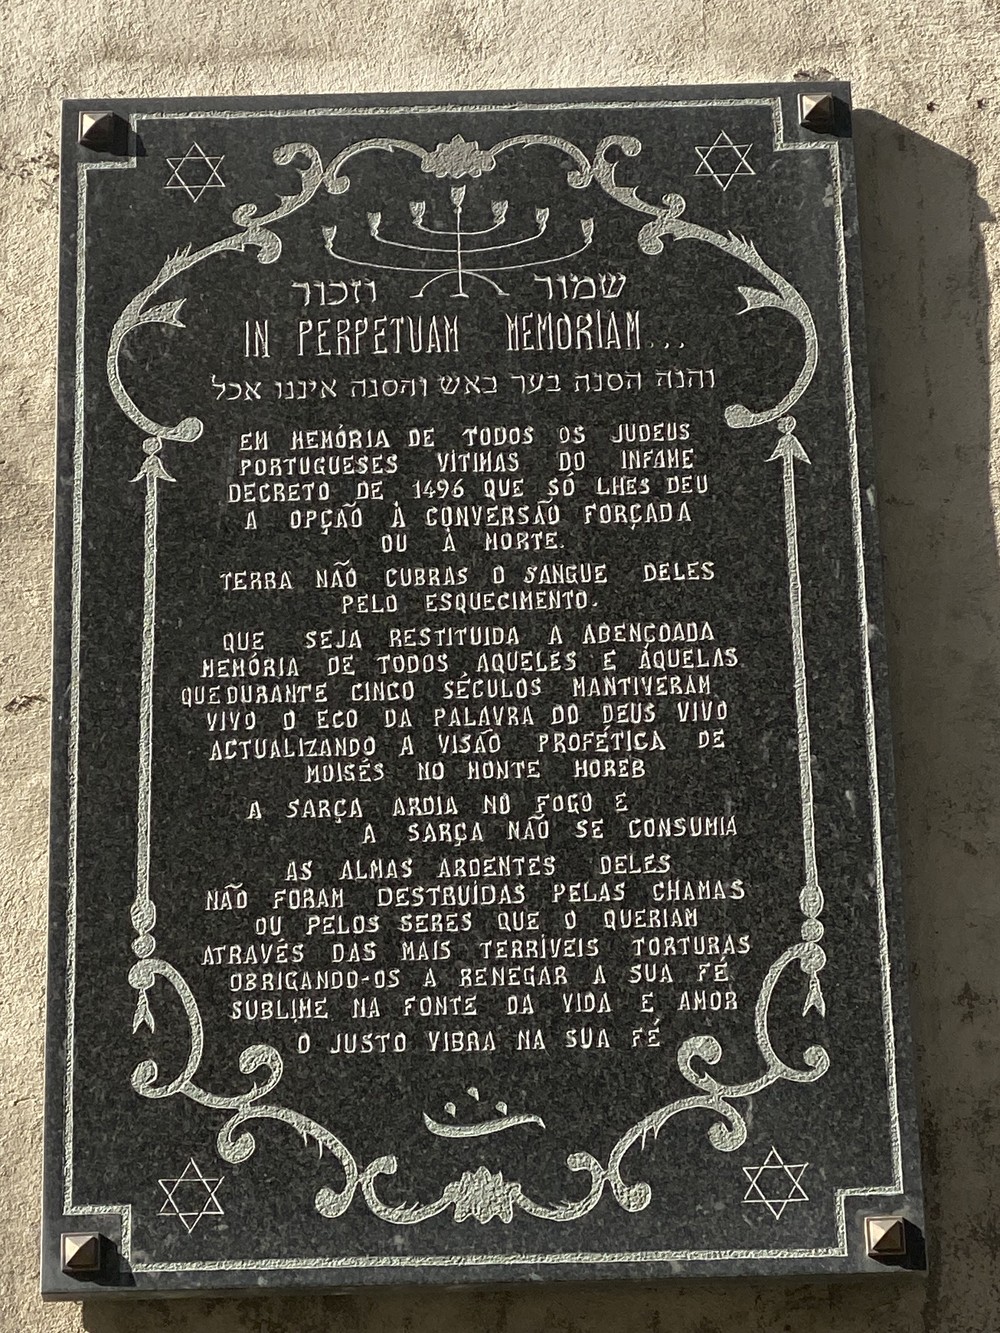 שמור וזכור
IN PERPETUAM MEMORIAM...
והנה הסנה בער באש והסנה איננו אכל
EM MEMÓRIA DE TODOS OS JUDEUS
PORTUGUESES VÍTIMAS DO INFAME
DECRETO DE 1496 QUE SÓ LHES DEU
A OPÇÃO À CONVERSÃO FORÇADA
OU À MORTE.
TERRA NÃO CUBRAS O SANGUE DELES
PELO ESQUECIMENTO.
QUE SEJA RESTITUIDA A ABENÇOADA
MEMÓRIA DE TODOS AQUELES E ÁQUELAS
QUE DURANTE CINCO SÉCULOS MANTIVERAM
VIVO O ECO DA PALAVRA DO DEUS VIVO
ACTUALIZANDO A VISÃO PROFÉTICA DE
MOISÉS NO MONTE HOREB
A SARÇA ARDIA NO FOGO E
A SARÇA NÃO SE CONSUMIA
AS ALMAS ARDENTES DELES
NÃO FORAM DESTRUÍDAS PELAS CHAMAS
OU PELOS SERES QUE O QUERIAM
ATRAVÉS DAS MAIS TERRÍVEIS TORTURAS
OBRIGANDO-OS A RENEGAR A SUA FÉ
SUBLIME NA FONTE DA VIDA E AMOR
O JUSTO VIBRA NA SUA FÉ